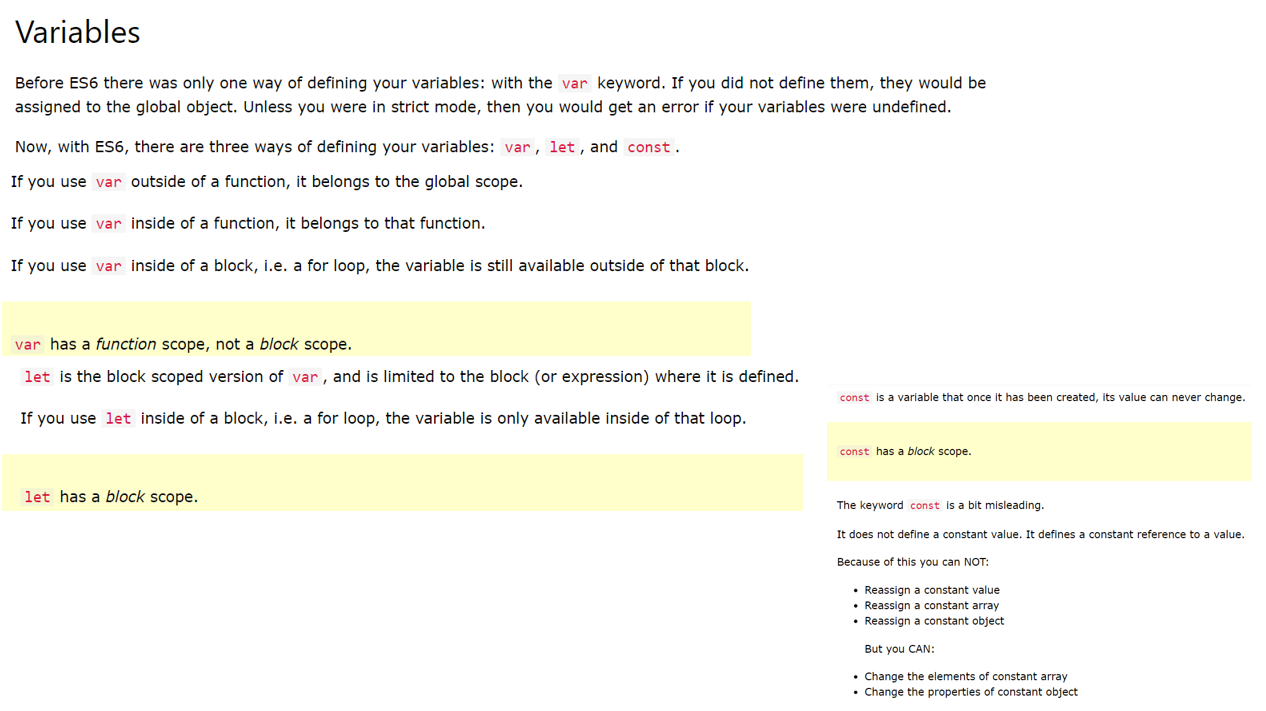 Variables
Before ES6 there was only one way of defining your variables: with the var keyword. If you did not define them, they would be
assigned to the global object. Unless you were in strict mode, then you would get an error if your variables were undefined.
Now, with ES6, there are three ways of defining your variables: var, let, and const.
If you use var outside of a function, it belongs to the global scope.
If you use var inside of a function, it belongs to that function.
If you use var inside of a block, i.e. a for loop, the variable is still available outside of that block.
var has a function scope, not a block scope.
let is the block scoped version of var, and is limited to the block (or expression) where it is defined.
If you use let inside of a block, i.e. a for loop, the variable is only available inside of that loop.
let has a block scope.
const is a variable that once it has been created, its value can never change.
const has a block scope.
The keyword const is a bit misleading.
It does not define a constant value. It defines a constant reference to a value.
Because of this you can NOT:
• Reassign a constant value
• Reassign a constant array
• Reassign a constant object
But you CAN:
• Change the elements of constant array
• Change the properties of constant object